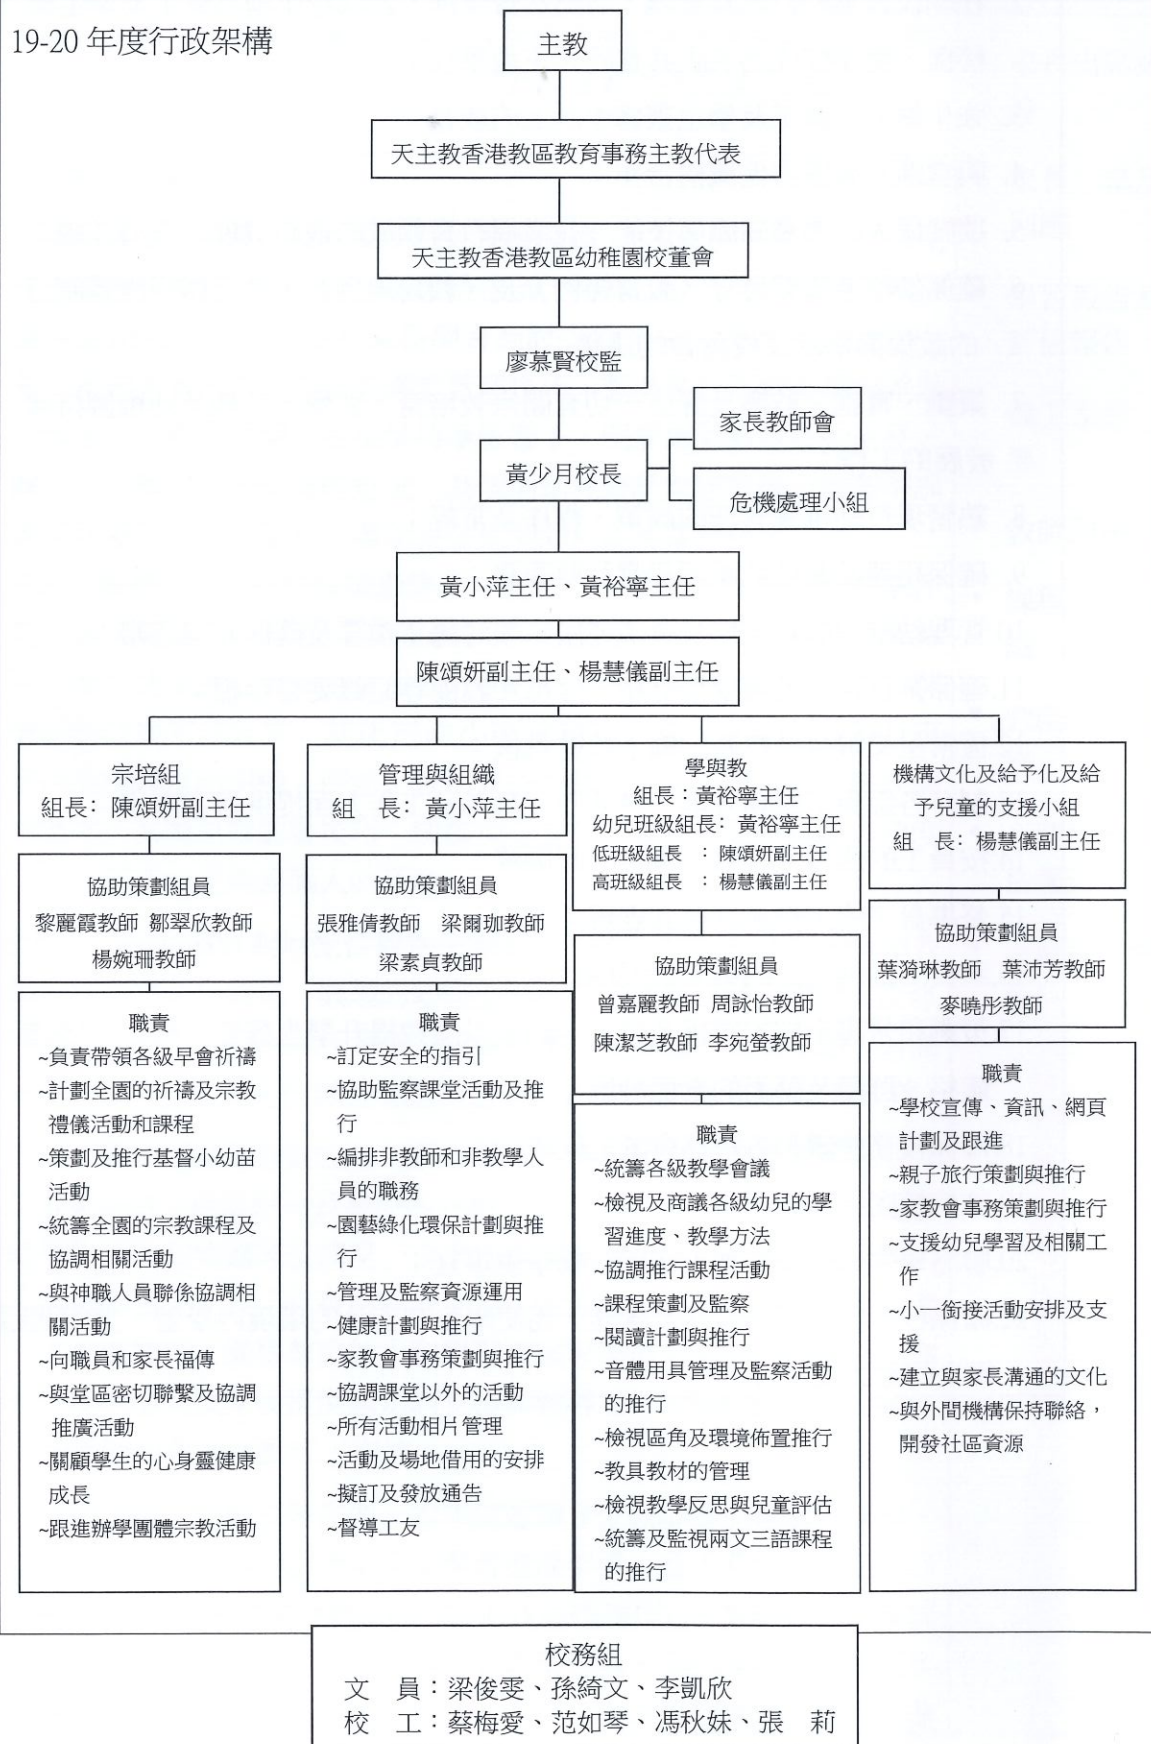 19-20 年度行政架構
主教
天主教香港教區教育事務主教代表
天主教香港教區幼稚園校董會
廖慕賢校監
家長教師會
黃少月校長
危機處理小組
黃小萍主任、黃裕寧主任
陳頌妍副主任、楊慧儀副主任
宗培組
組長：陳頌妍副主任
協助策劃組員
黎麗霞教師 鄒翠欣教師
楊婉珊教師
職責
~負責帶領各級早會祈禱
~計劃全園的祈禱及宗教
禮儀活動和課程
~策劃及推行基督小幼苗
活動
~統籌全園的宗教課程及
協調相關活動
~與神職人員聯係協調相
關活動
~向職員和家長福傳
~與堂區密切聯繫及協調
推廣活動
~關顧學生的心身靈健康
成長
~跟進辦學團體宗教活動
管理與組織
組　長：黃小萍主任
協助策劃組員
張雅倩教師　梁爾珈教師
梁素貞教師
職責
~訂定安全的指引
~協助監察課堂活動及推
行
~編排非教師和非教學人
員的職務
~園藝綠化環保計劃與推
行
~管理及監察資源運用
~健康計劃與推行
~家教會事務策劃與推行
~協調課堂以外的活動
~所有活動相片管理
~活動及場地借用的安排
~擬訂及發放通告
~督導工友
學與教
組長：黃裕寧主任
幼兒班級組長：黃裕寧主任
低班級組長　：陳頌妍副主任
高班級組長　：楊慧儀副主任
協助策劃組員
曾嘉麗教師 周詠怡教師
陳潔芝教師 李宛螢教師
職責
~統籌各級教學會議
~檢視及商議各級幼兒的學
習進度、教學方法
~協調推行課程活動
~課程策劃及監察
~閱讀計劃與推行
~音體用具管理及監察活動
的推行
~檢視區角及環境佈置推行
~教具教材的管理
~檢視教學反思與兒童評估
~統籌及監視兩文三語課程
的推行
機構文化及給予化及給
予兒童的支援小組
組　長：楊慧儀副主任
協助策劃組員
葉漪琳教師　葉沛芳教師
麥曉彤教師
職責
~學校宣傳、資訊、網頁
計劃及跟進
~親子旅行策劃與推行
~家教會事務策劃與推行
~支援幼兒學習及相關工
作
~小一銜接活動安排及支
援
~建立與家長溝通的文化
~與外間機構保持聯絡，
開發社區資源
校務組
文　員：梁俊雯、孫綺文、李凱欣
校　工：蔡梅愛、范如琴、馮秋妹、張　莉